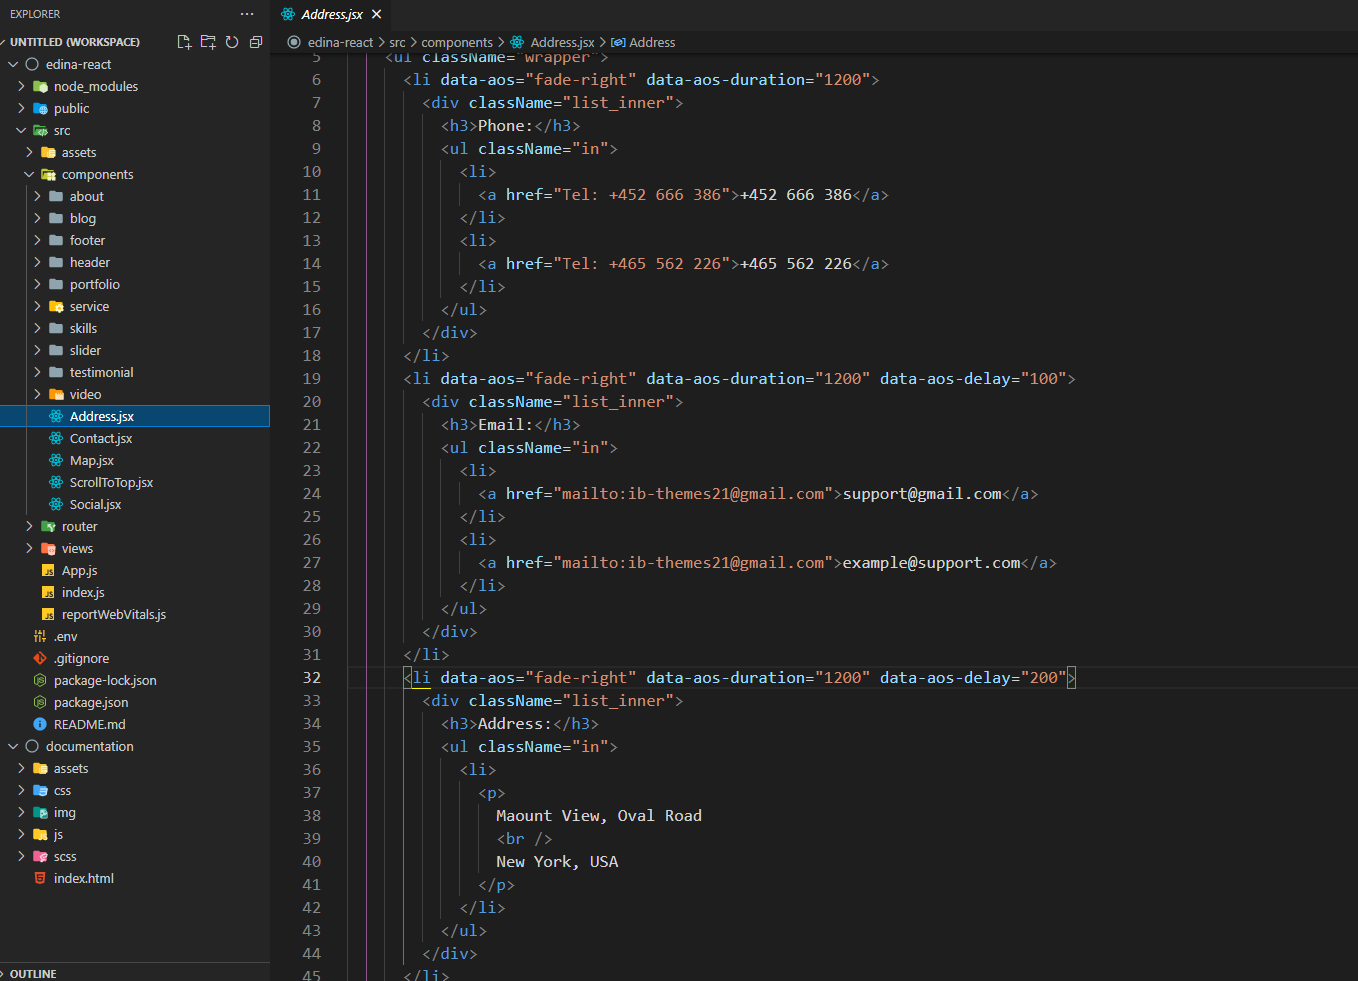 EXPLORER
UNTITLED (WORKSPACE)
edina-react
node_modules
public
src
assets
components
about
blog
footer
header
portfolio
service
skills
slider
testimonial
video
Address.jsx
Contact.jsx
Map.jsx
ScrollToTop.jsx
Social.jsx
router
views
App.js
index.js
reportWebVitals.js
.env
.gitignore
package-lock.json
package.json
README.md
documentation
assets
css
img
js
scss
index.html
OUTLINE
Address.jsx
edina-react > src > components > Address.jsx > Address
5 <ul className="wrapper">
6 <li data-aos="fade-right" data-aos-duration="1200">
7 <div className="list_inner">
8 <h3>Phone:</h3>
9 <ul className="in">
10 <li>
11 <a href="Tel: +452 666 386">+452 666 386</a>
12 </li>
13 <li>
14 <a href="Tel: +465 562 226">+465 562 226</a>
15 </li>
16 </ul>
17 </div>
18 </li>
19 <li data-aos="fade-right" data-aos-duration="1200" data-aos-delay="100">
20 <div className="list_inner">
21 <h3>Email:</h3>
22 <ul className="in">
23 <li>
24 <a href="mailto:ib-themes21@gmail.com">support@gmail.com</a>
25 </li>
26 <li>
27 <a href="mailto:ib-themes21@gmail.com">example@support.com</a>
28 </li>
29 </ul>
30 </div>
31 </li>
32 <li data-aos="fade-right" data-aos-duration="1200" data-aos-delay="200">
33 <div className="list_inner">
34 <h3>Address:</h3>
35 <ul className="in">
36 <li>
37 <p>
38 Maount View, Oval Road
39 <br />
40 New York, USA
41 </p>
42 </li>
43 </ul>
44 </div>
45 </li>